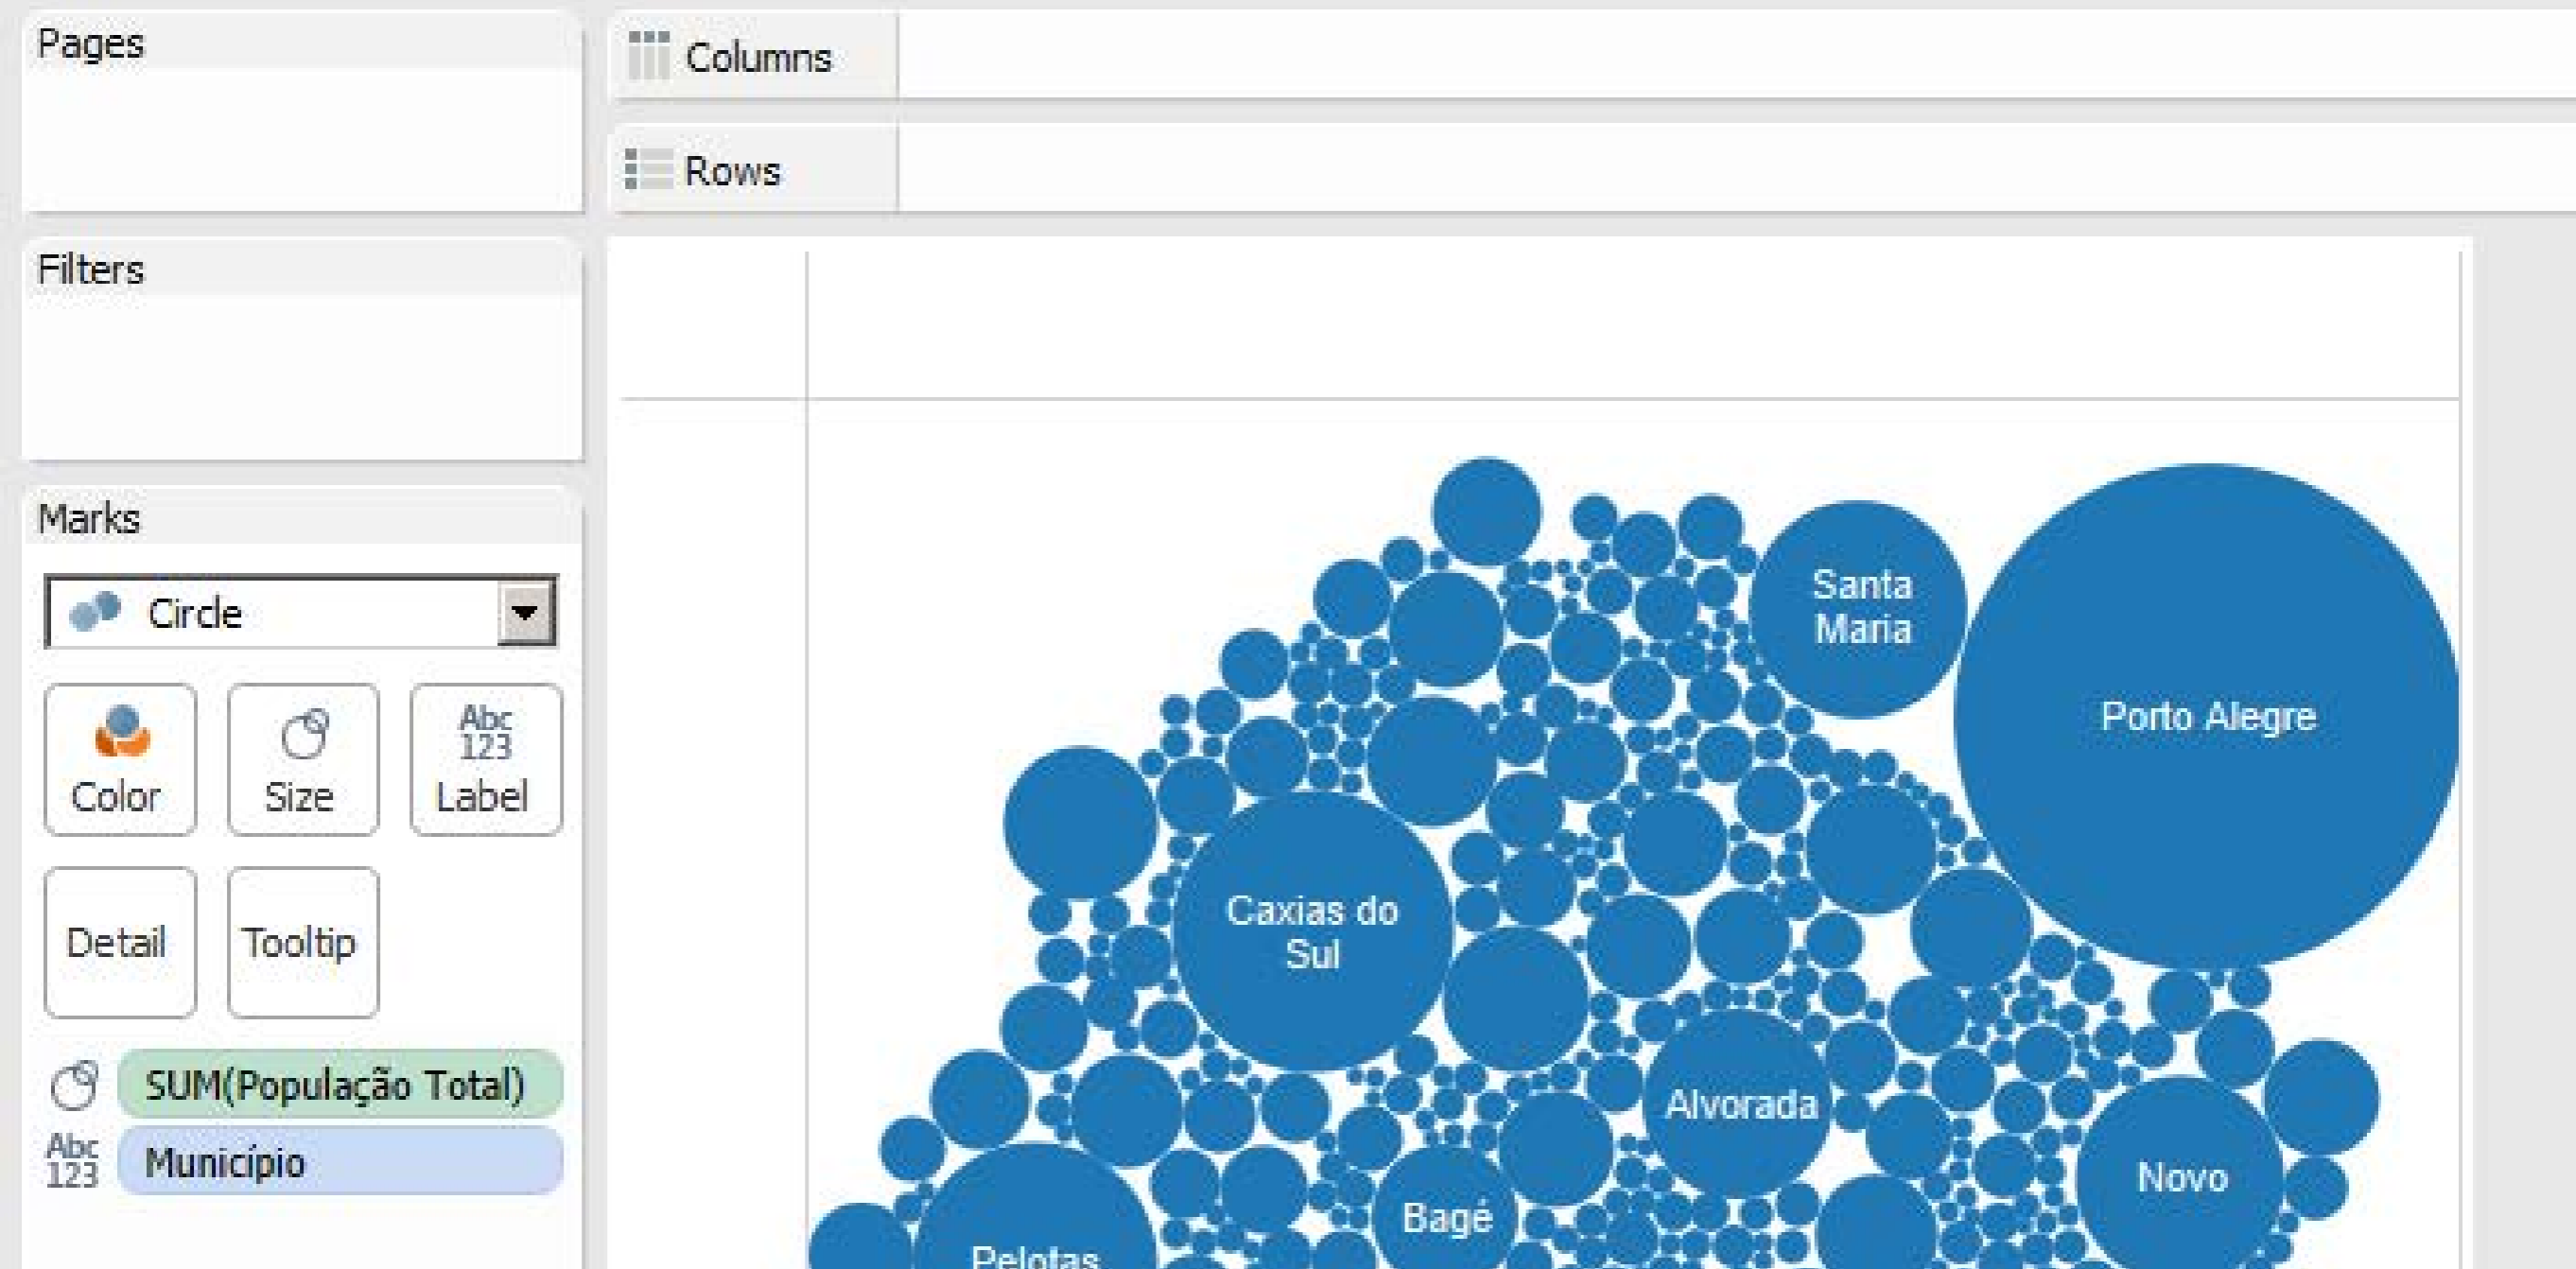 Pages
Columns
Rows
Filters
Marks
Circle
Color
Size
Abc
123
Label
Detail
Tooltip
SUM(População Total)
Abc
123
Município
Santa
Maria
Porto Alegre
Caxias do
Sul
Alvorada
Novo
Bagé
Pelotas